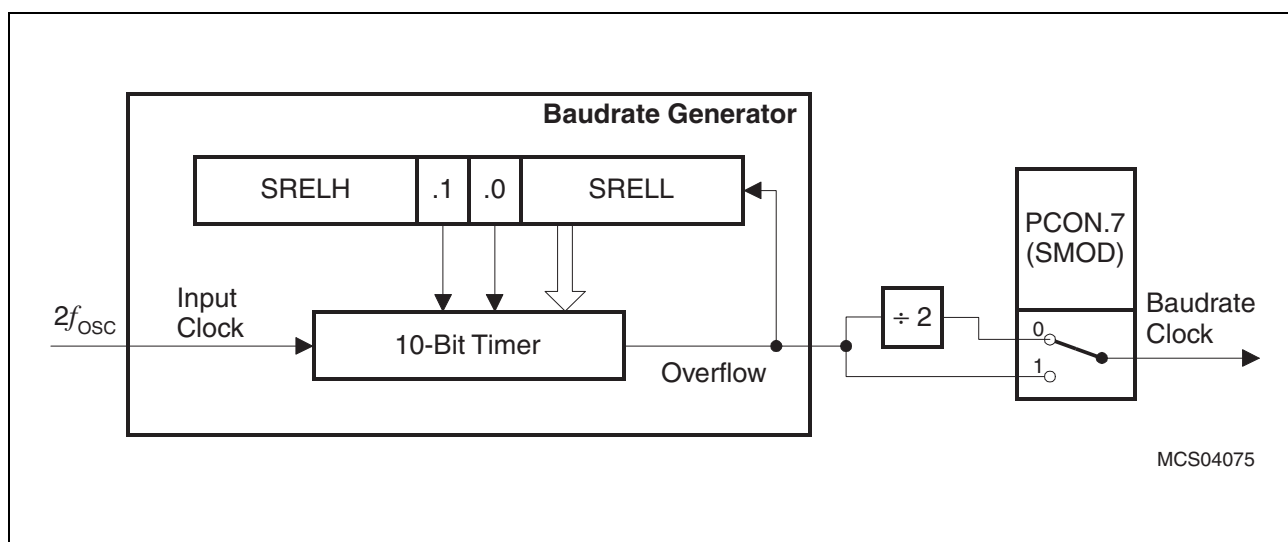 Baudrate Generator
SRELH .1 .0 SRELL
PCON.7
(SMOD)
2fOSC
Input
Clock
10-Bit Timer
Overflow
÷ 2
0
1
Baudrate
Clock
MCS04075